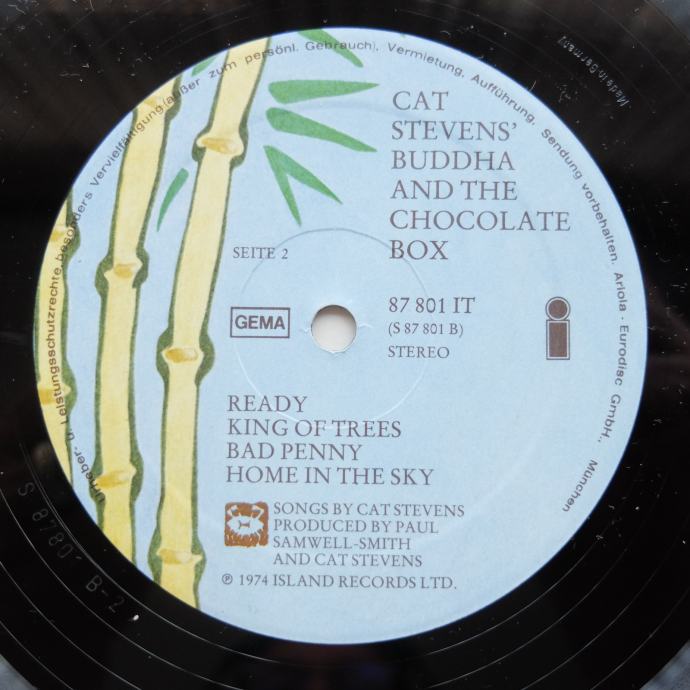 Urheber- u. Leistungsschutzrechte, besonders Vervielfältigung (außer zum persönl. Gebrauch), Vermietung, Aufführung, Sendung vorbehalten. Ariola - Eurodisc GmbH., München
Made in Germany
CAT
STEVENS'
BUDDHA
AND THE
CHOCOLATE
BOX
SEITE 2
GEMA
87 801 IT
(S 87 801 B)
STEREO
i
READY
KING OF TREES
BAD PENNY
HOME IN THE SKY
SONGS BY CAT STEVENS
PRODUCED BY PAUL
SAMWELL-SMITH
AND CAT STEVENS
℗ 1974 ISLAND RECORDS LTD.
S 87801 B-2